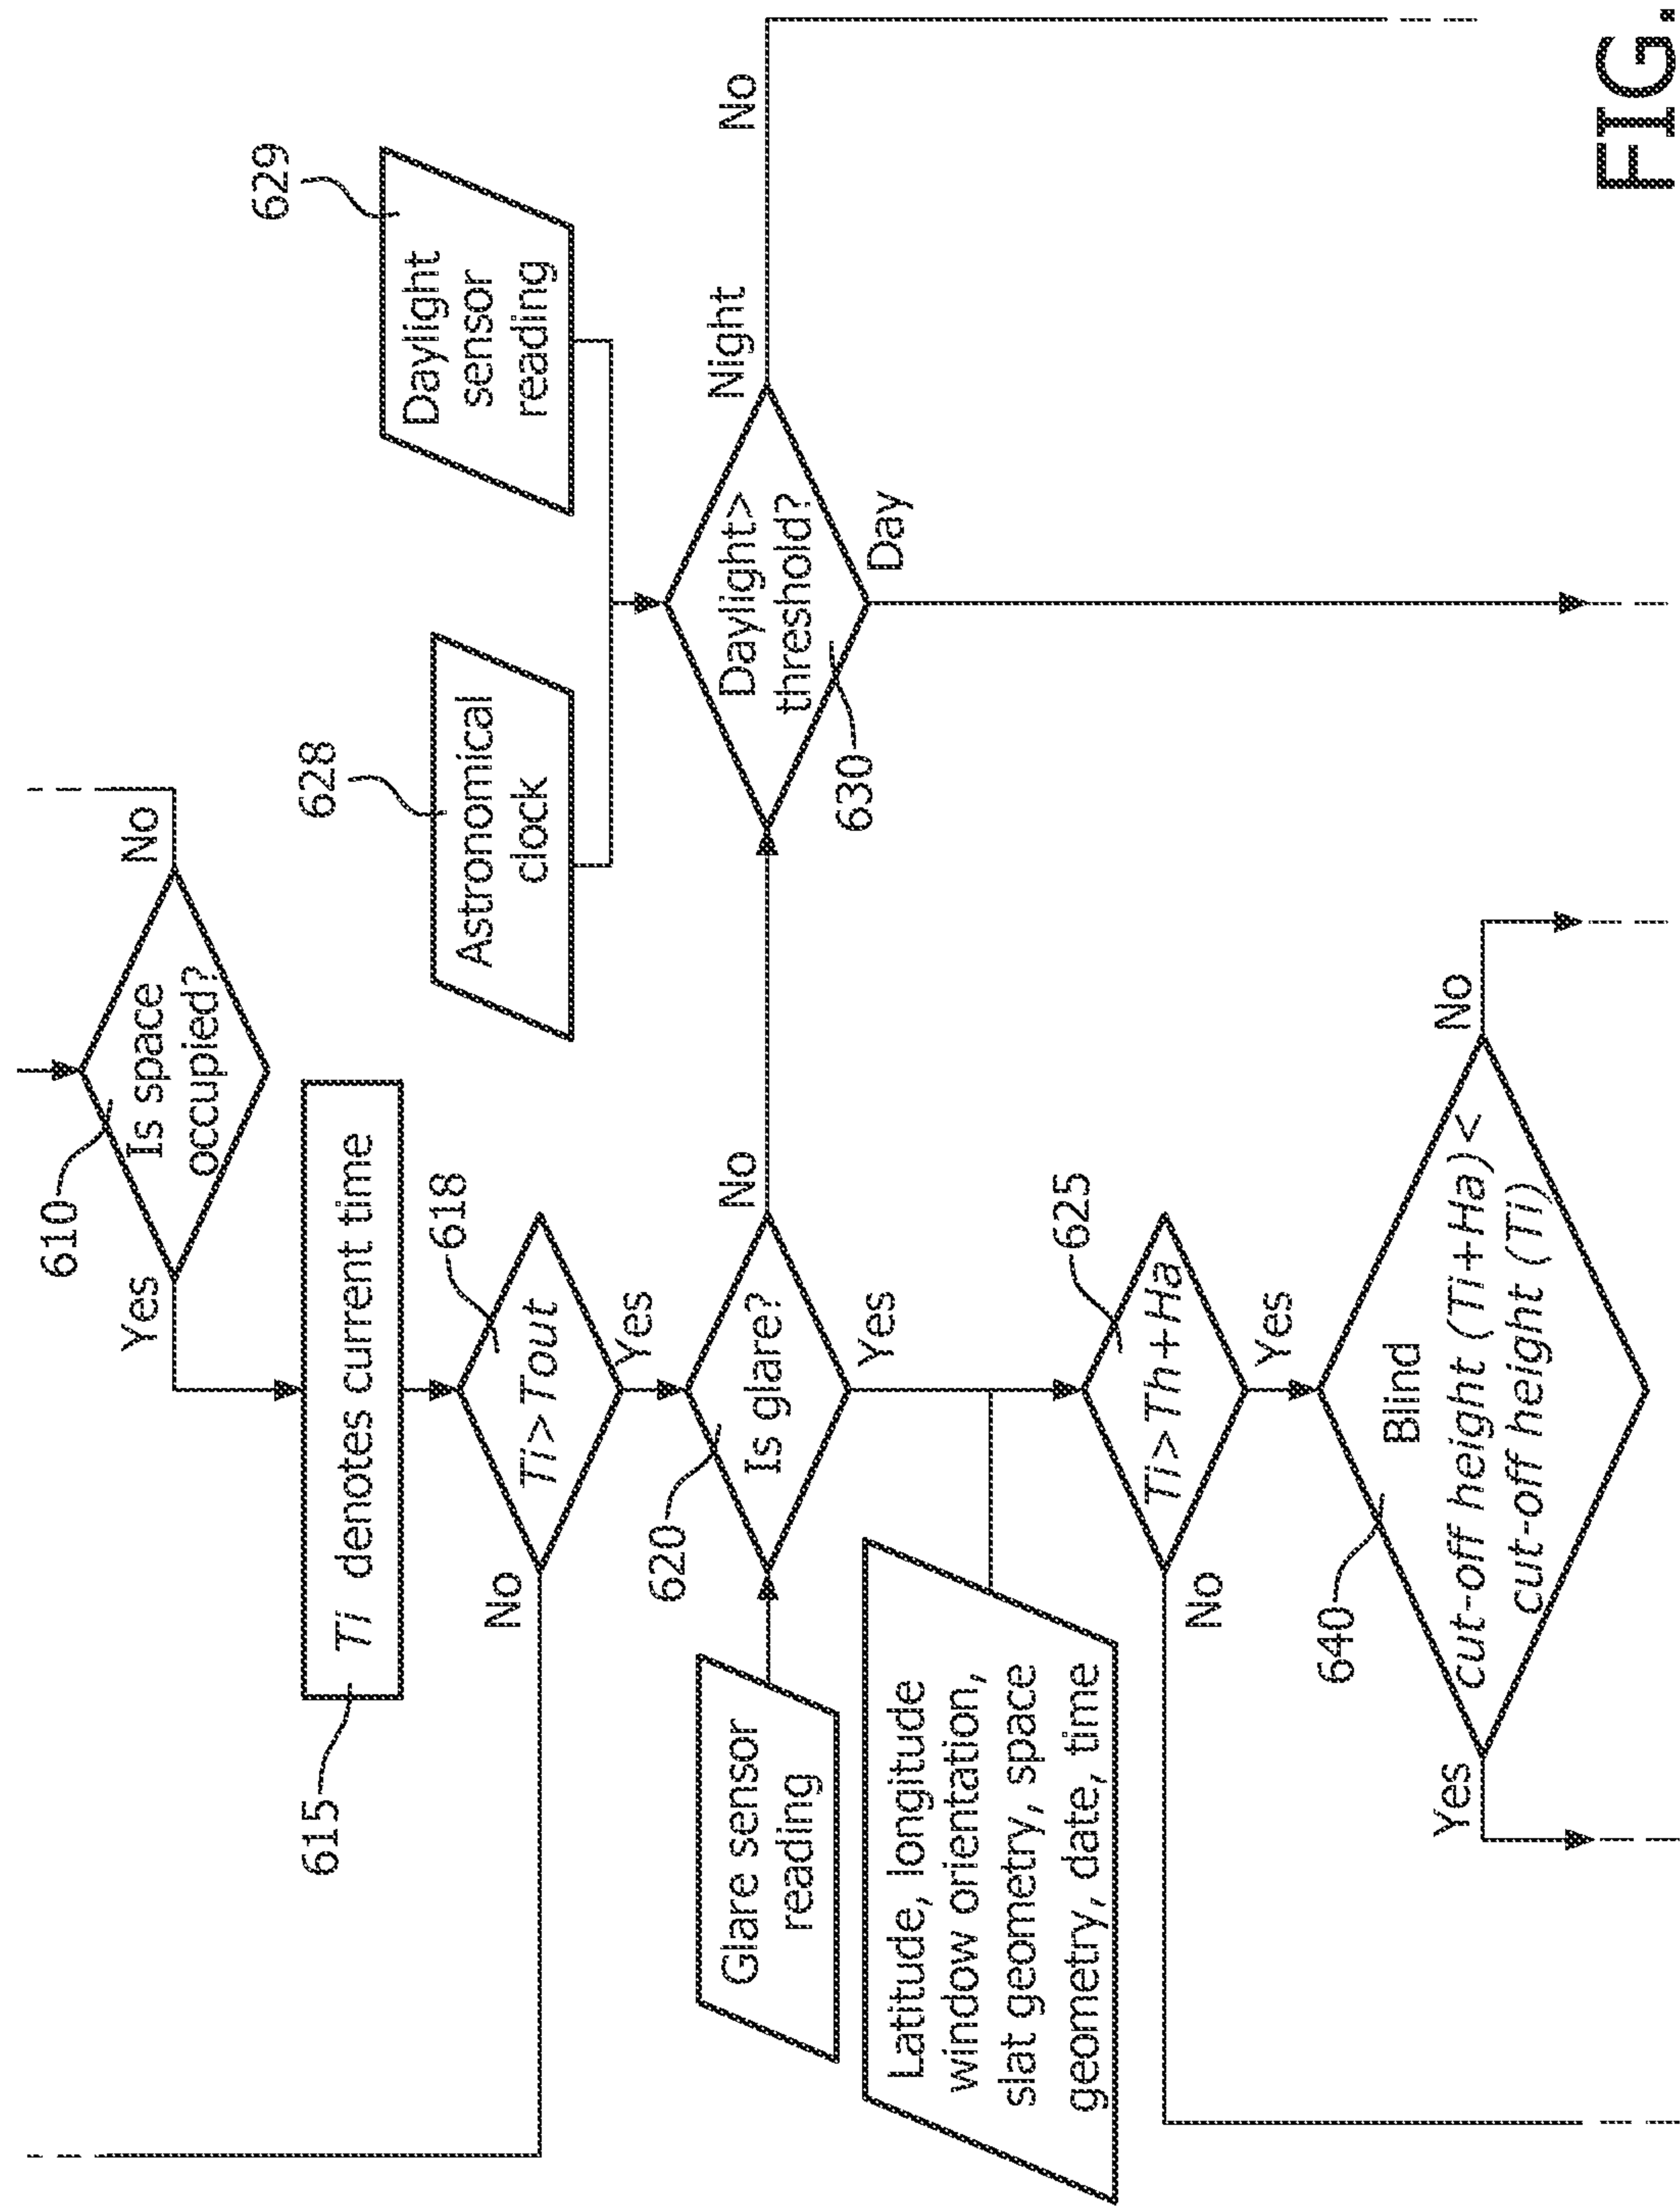 610
Is space
occupied?
Yes
No
615
Ti denotes current time
618
Ti>Tout
No
Yes
628
Astronomical
clock
629
Daylight
sensor
reading
Glare sensor
reading
620
Is glare?
No
Yes
Daylight>
threshold?
630
Night
No
Day
Latitude, longitude
window orientation,
slat geometry, space
geometry, date, time
625
Ti>Th+Ha
No
Yes
640
Blind
cut-off height (Ti+Ha)<
cut-off height (Ti)
Yes
No
FIG.